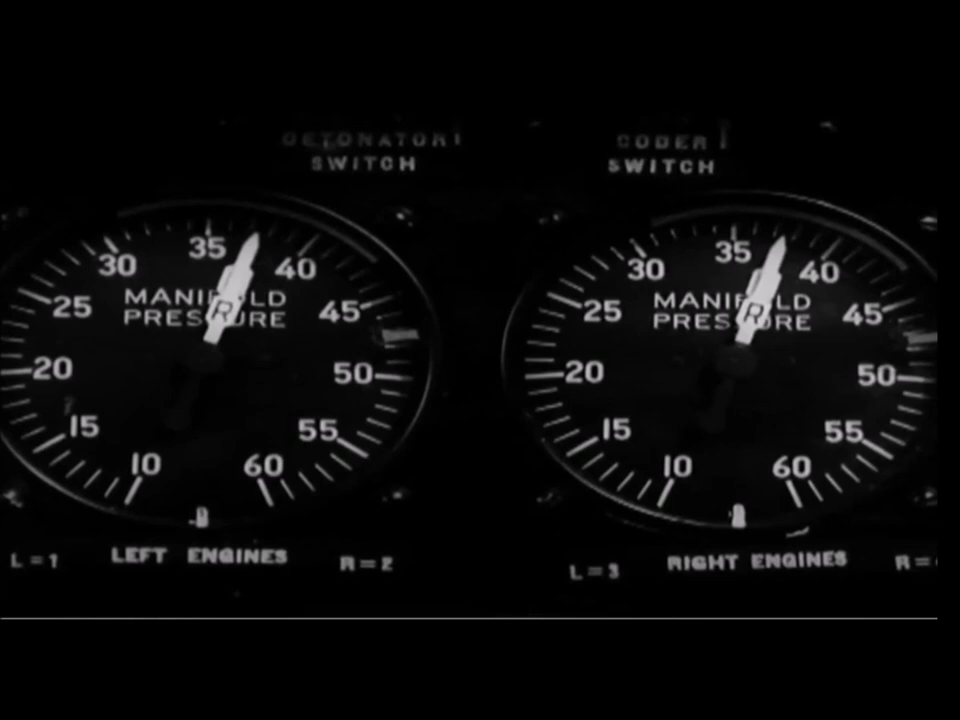 DETONATOR
SWITCH
CODER
SWITCH
10
15
20
25
30
35
40
45
50
55
60
MANIFOLD
PRESSURE
R
LEFT ENGINES
L=1
R=2
10
15
20
25
30
35
40
45
50
55
60
MANIFOLD
PRESSURE
R
RIGHT ENGINES
L=3
R=